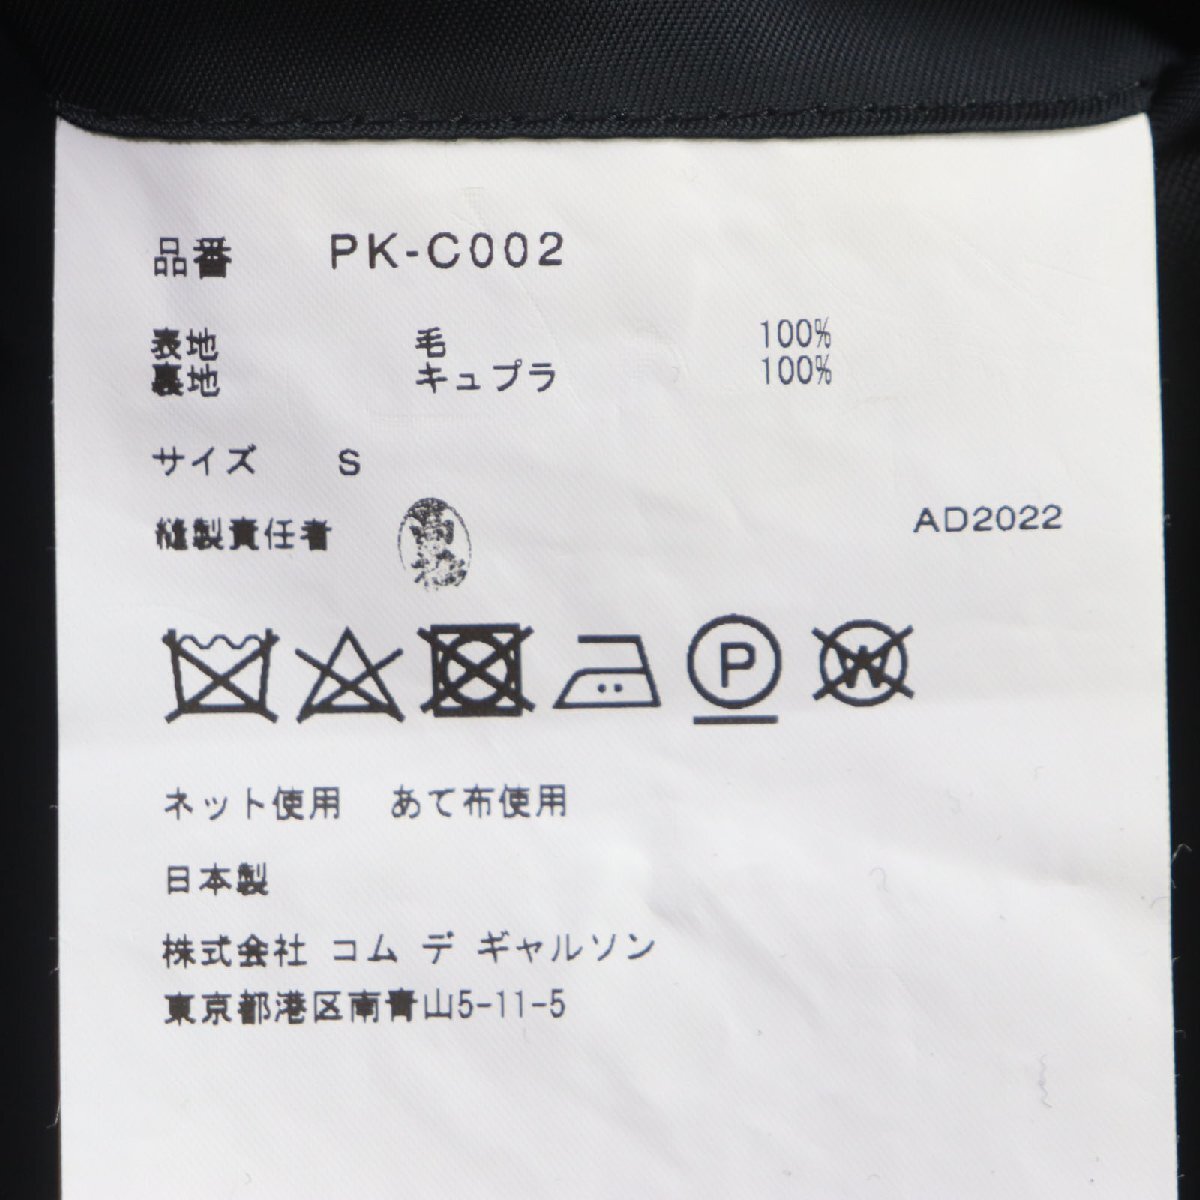 品番 PK-C002
表地 毛 100%
裏地 キュプラ 100%
サイズ S
縫製責任者
AD2022
P W
ネット使用 あて布使用
日本製
株式会社 コム デ ギャルソン
東京都港区南青山5-11-5